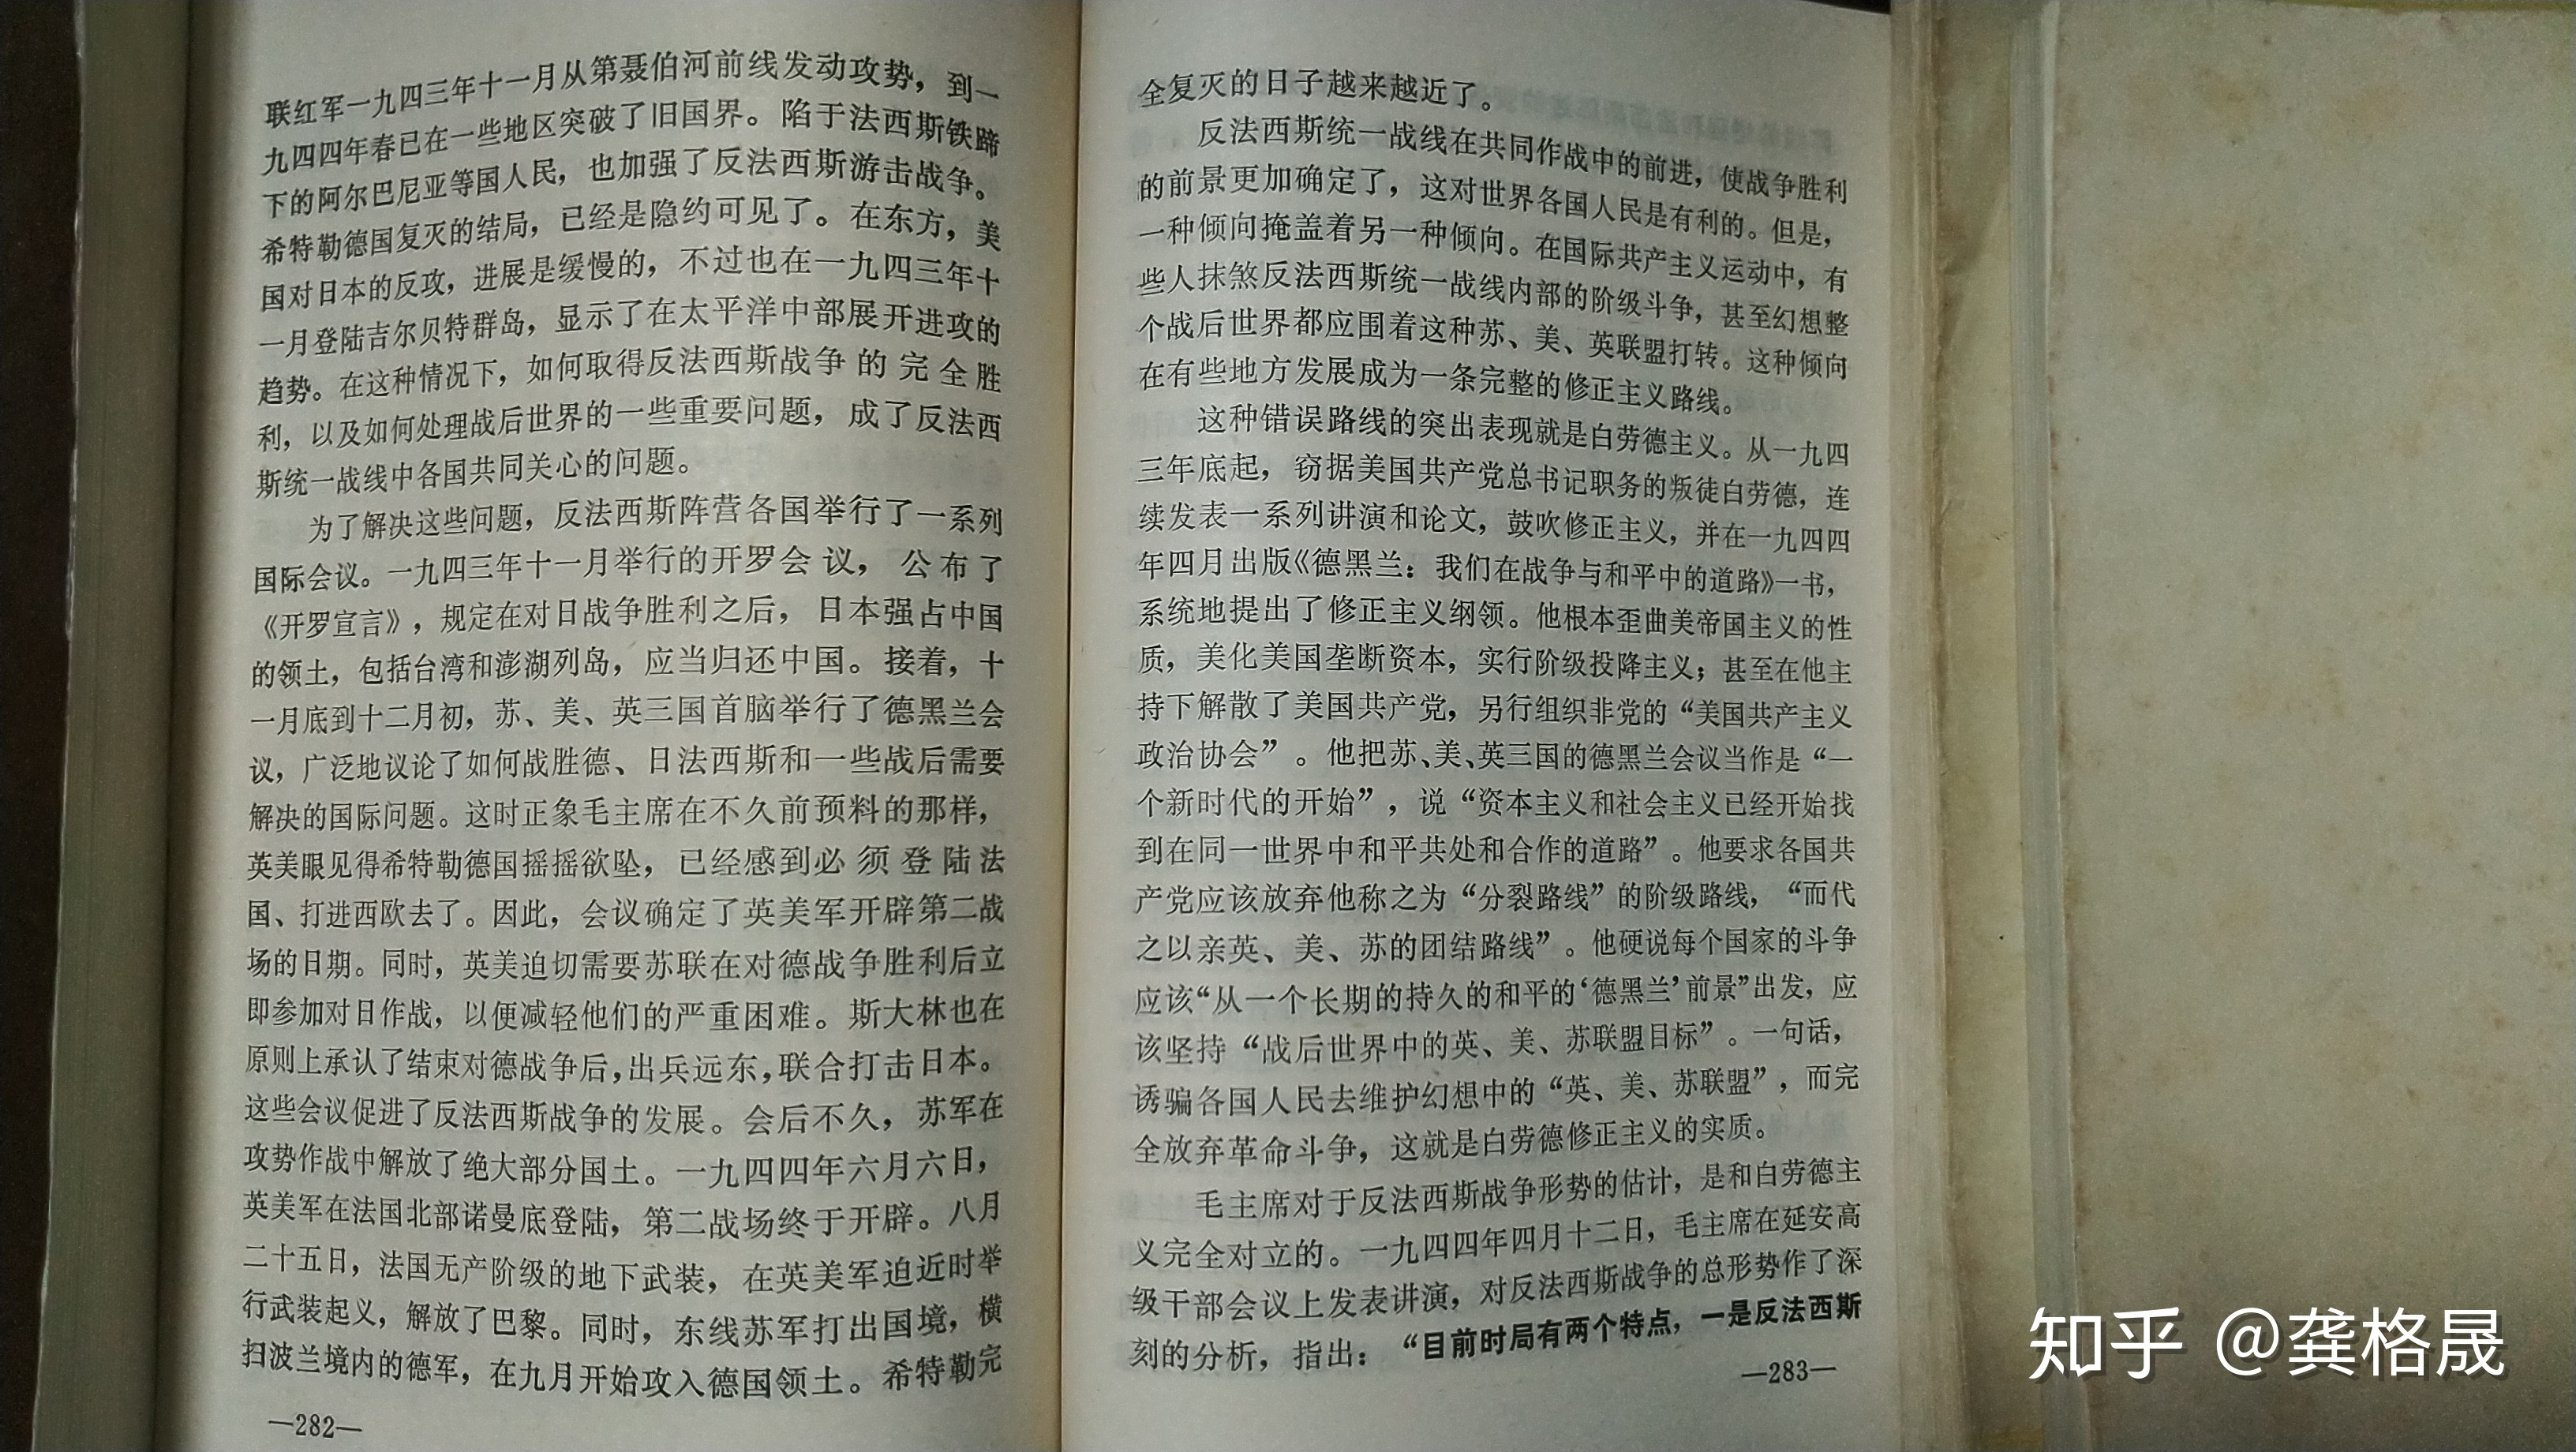 联红军一九四三年十一月从第聂伯河前线发动攻势，到一
九四四年春已在一些地区突破了旧国界。陷于法西斯铁蹄
下的阿尔巴尼亚等国人民，也加强了反法西斯游击战争。
希特勒德国复灭的结局，已经是隐约可见了。在东方，美
国对日本的反攻，进展是缓慢的，不过也在一九四三年十
一月登陆吉尔贝特群岛，显示了在太平洋中部展开进攻的
趋势。在这种情况下，如何取得反法西斯战争的完全胜
利，以及如何处理战后世界的一些重要问题，成了反法西
斯统一战线中各国共同关心的问题。
为了解决这些问题，反法西斯阵营各国举行了一系列
国际会议。一九四三年十一月举行的开罗会议，公布了
《开罗宣言》，规定在对日战争胜利之后，日本强占中国
的领土，包括台湾和澎湖列岛，应当归还中国。接着，十
一月底到十二月初，苏、美、英三国首脑举行了德黑兰会
议，广泛地议论了如何战胜德、日法西斯和一些战后需要
解决的国际问题。这时正象毛主席在不久前预料的那样，
英美眼见得希特勒德国摇摇欲坠，已经感到必须登陆法
国、打进西欧去了。因此，会议确定了英美军开辟第二战
场的日期。同时，英美迫切需要苏联在对德战争胜利后立
即参加对日作战，以便减轻他们的严重困难。斯大林也在
原则上承认了结束对德战争后，出兵远东，联合打击日本。
这些会议促进了反法西斯战争的发展。会后不久，苏军在
攻势作战中解放了绝大部分国土。一九四四年六月六日，
英美军在法国北部诺曼底登陆，第二战场终于开辟。八月
二十五日，法国无产阶级的地下武装，在英美军迫近时举
行武装起义，解放了巴黎。同时，东线苏军打出国境，横
扫波兰境内的德军，在九月开始攻入德国领土。希特勒完
—282—
全复灭的日子越来越近了。
反法西斯统一战线在共同作战中的前进，使战争胜利
的前景更加确定了，这对世界各国人民是有利的。但是，
一种倾向掩盖着另一种倾向。在国际共产主义运动中，有
些人抹煞反法西斯统一战线内部的阶级斗争，甚至幻想整
个战后世界都应围着这种苏、美、英联盟打转。这种倾向
在有些地方发展成为一条完整的修正主义路线。
这种错误路线的突出表现就是白劳德主义。从一九四
三年底起，窃据美国共产党总书记职务的叛徒白劳德，连
续发表一系列讲演和论文，鼓吹修正主义，并在一九四四
年四月出版《德黑兰：我们在战争与和平中的道路》一书，
系统地提出了修正主义纲领。他根本歪曲美帝国主义的性
质，美化美国垄断资本，实行阶级投降主义；甚至在他主
持下解散了美国共产党，另行组织非党的“美国共产主义
政治协会”。他把苏、美、英三国的德黑兰会议当作是“一
个新时代的开始”，说“资本主义和社会主义已经开始找
到在同一世界中和平共处和合作的道路”。他要求各国共
产党应该放弃他称之为“分裂路线”的阶级路线，“而代
之以亲英、美、苏的团结路线”。他硬说每个国家的斗争
应该“从一个长期的持久的和平的‘德黑兰’前景”出发，应
该坚持“战后世界中的英、美、苏联盟目标”。一句话，
诱骗各国人民去维护幻想中的“英、美、苏联盟”，而完
全放弃革命斗争，这就是白劳德修正主义的实质。
毛主席对于反法西斯战争形势的估计，是和白劳德主
义完全对立的。一九四四年四月十二日，毛主席在延安高
级干部会议上发表讲演，对反法西斯战争的总形势作了深
刻的分析，指出：“目前时局有两个特点，一是反法西斯
—283—
知乎 @龚格晟